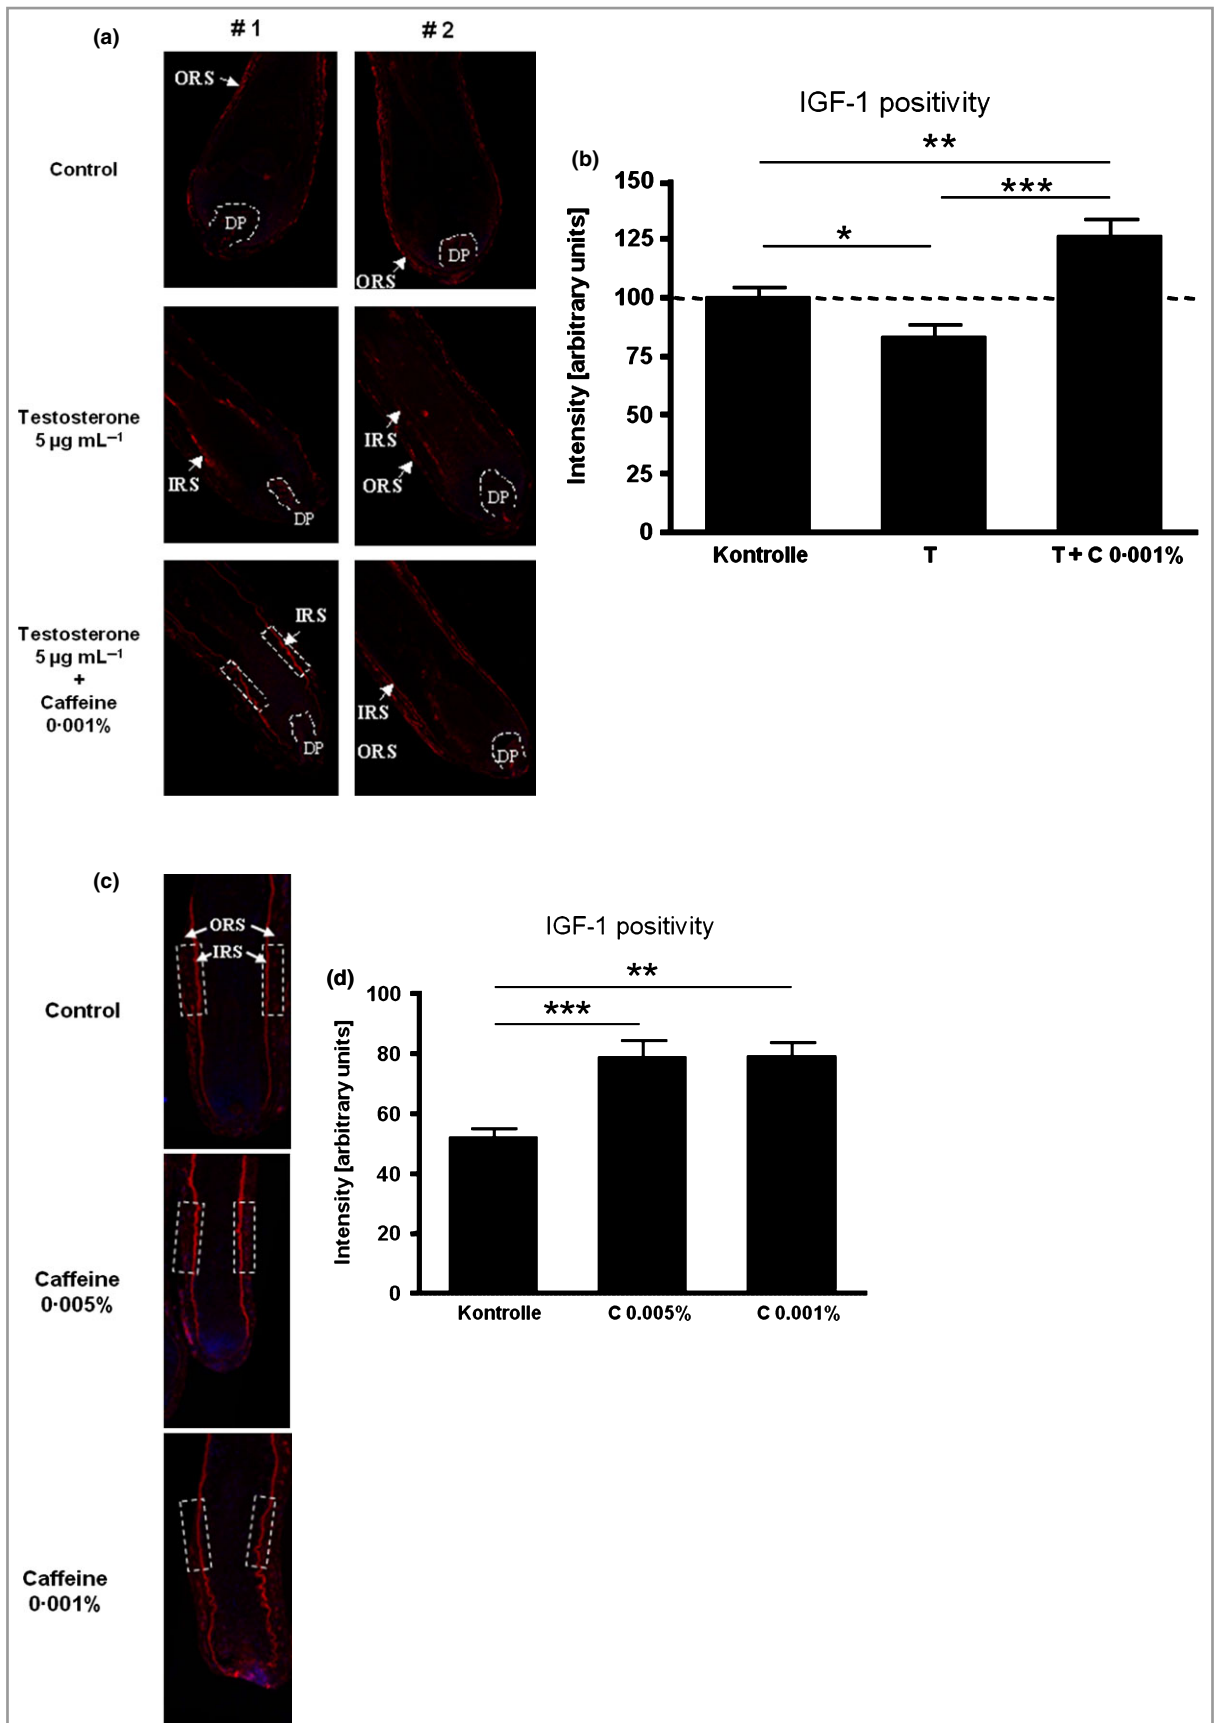 (a)
# 1
# 2
Control
ORS
DP
DP
ORS
Testosterone
5 µg mL–1
IRS
DP
IRS
ORS
DP
Testosterone
5 µg mL–1
+
Caffeine
0·001%
IRS
DP
IRS
ORS
DP
(b)
IGF-1 positivity
**
***
*
Intensity [arbitrary units]
150
125
100
75
50
25
0
Kontrolle
T
T + C 0·001%
(c)
Control
ORS
IRS
Caffeine
0·005%
Caffeine
0·001%
(d)
IGF-1 positivity
**
***
Intensity [arbitrary units]
100
80
60
40
20
0
Kontrolle
C 0.005%
C 0.001%